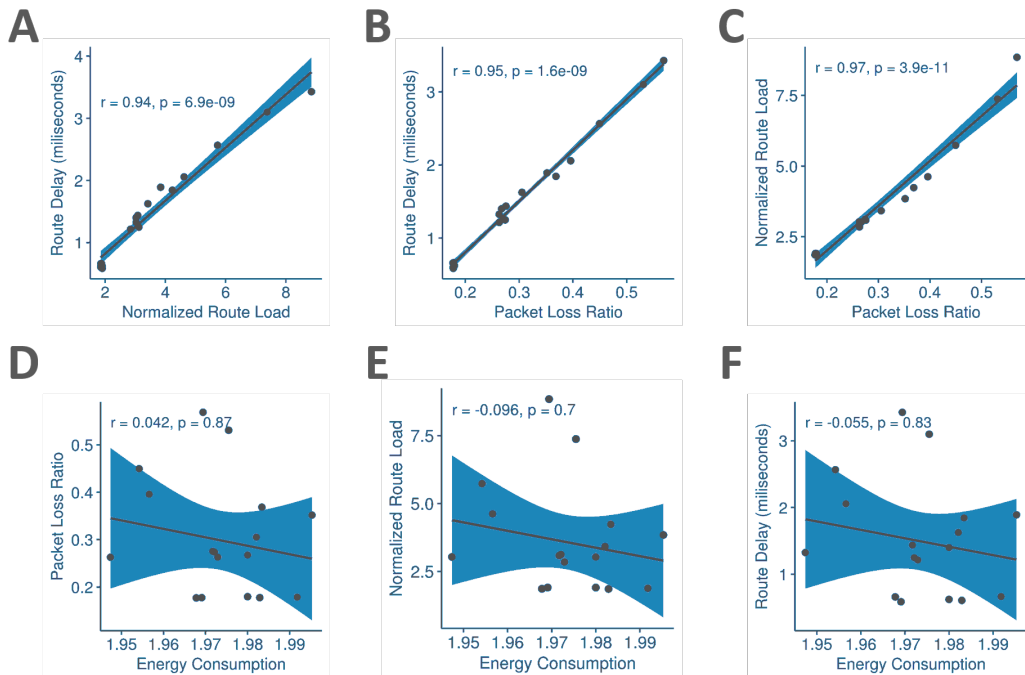 A
B
C
4
3
2
1
Route Delay (miliseconds)
r = 0.94, p = 6.9e-09
2
4
6
8
Normalized Route Load
3
2
1
Route Delay (miliseconds)
r = 0.95, p = 1.6e-09
0.2
0.3
0.4
0.5
Packet Loss Ratio
7.5
5.0
2.5
Normalized Route Load
r = 0.97, p = 3.9e-11
0.2
0.3
0.4
0.5
Packet Loss Ratio
D
E
F
0.5
0.4
0.3
0.2
Packet Loss Ratio
r = 0.042, p = 0.87
1.95
1.96
1.97
1.98
1.99
Energy Consumption
7.5
5.0
2.5
Normalized Route Load
r = -0.096, p = 0.7
1.95
1.96
1.97
1.98
1.99
Energy Consumption
3
2
1
Route Delay (miliseconds)
r = -0.055, p = 0.83
1.95
1.96
1.97
1.98
1.99
Energy Consumption